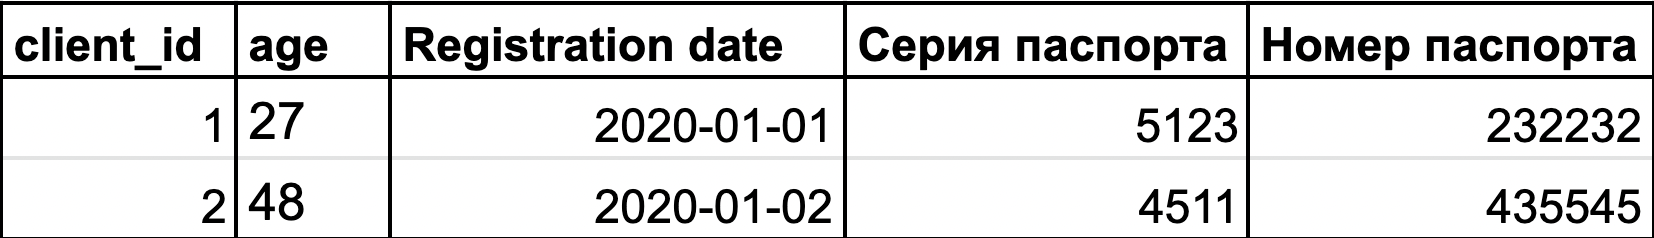 client_id age Registration date Серия паспорта Номер паспорта
1 27 2020-01-01 5123 232232
2 48 2020-01-02 4511 435545